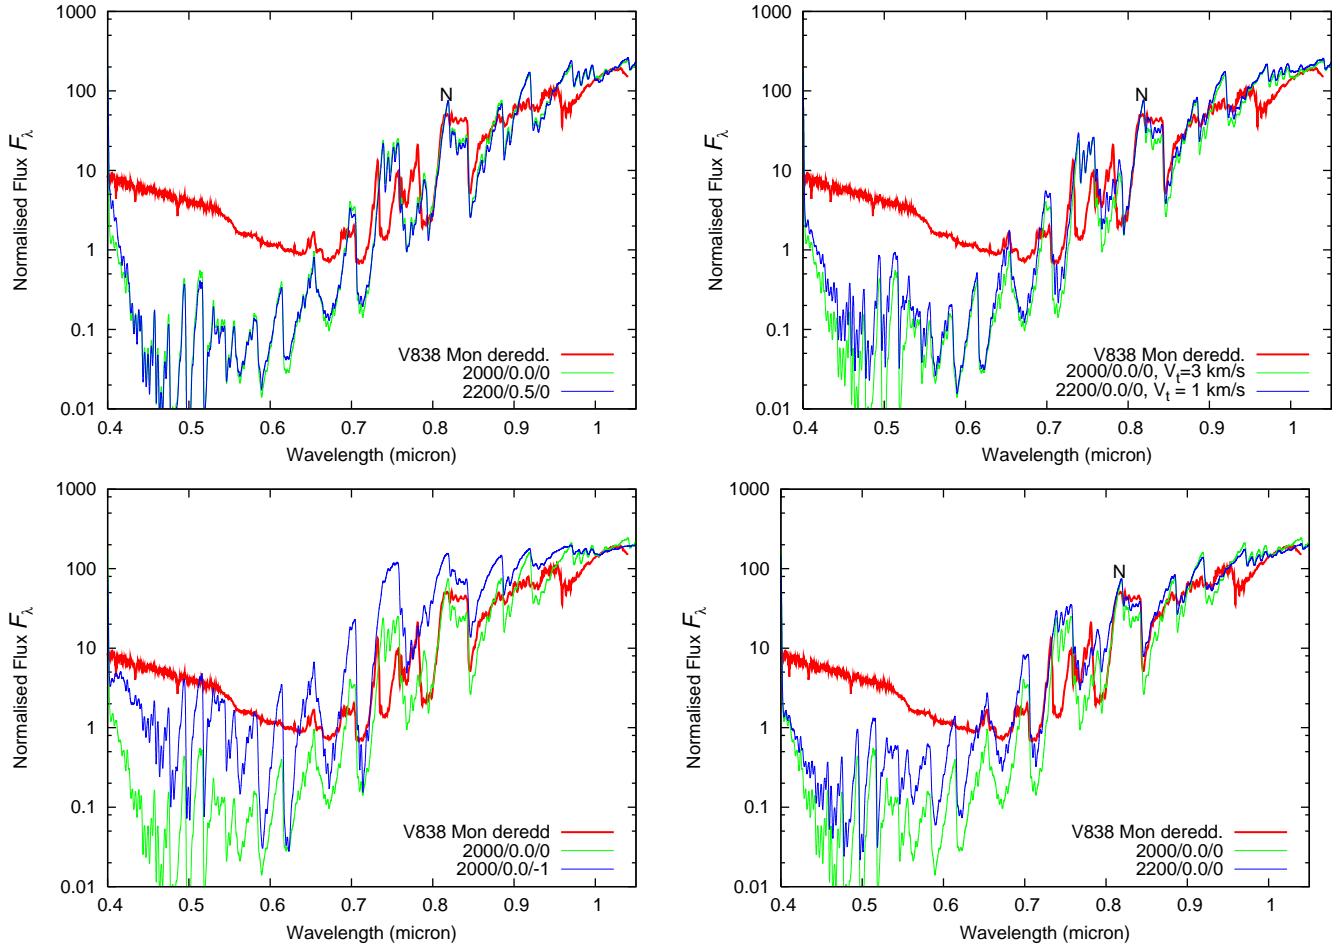 1000
100
10
1
0.1
0.01
Normalised Flux Fλ
N
V838 Mon deredd.
2000/0.0/0
2200/0.5/0
0.4 0.5 0.6 0.7 0.8 0.9 1
Wavelength (micron)
1000
100
10
1
0.1
0.01
Normalised Flux Fλ
N
V838 Mon deredd.
2000/0.0/0, Vt=3 km/s
2200/0.0/0, Vt = 1 km/s
0.4 0.5 0.6 0.7 0.8 0.9 1
Wavelength (micron)
1000
100
10
1
0.1
0.01
Normalised Flux Fλ
V838 Mon deredd
2000/0.0/0
2000/0.0/-1
0.4 0.5 0.6 0.7 0.8 0.9 1
Wavelength (micron)
1000
100
10
1
0.1
0.01
Normalised Flux Fλ
N
V838 Mon deredd.
2000/0.0/0
2200/0.0/0
0.4 0.5 0.6 0.7 0.8 0.9 1
Wavelength (micron)